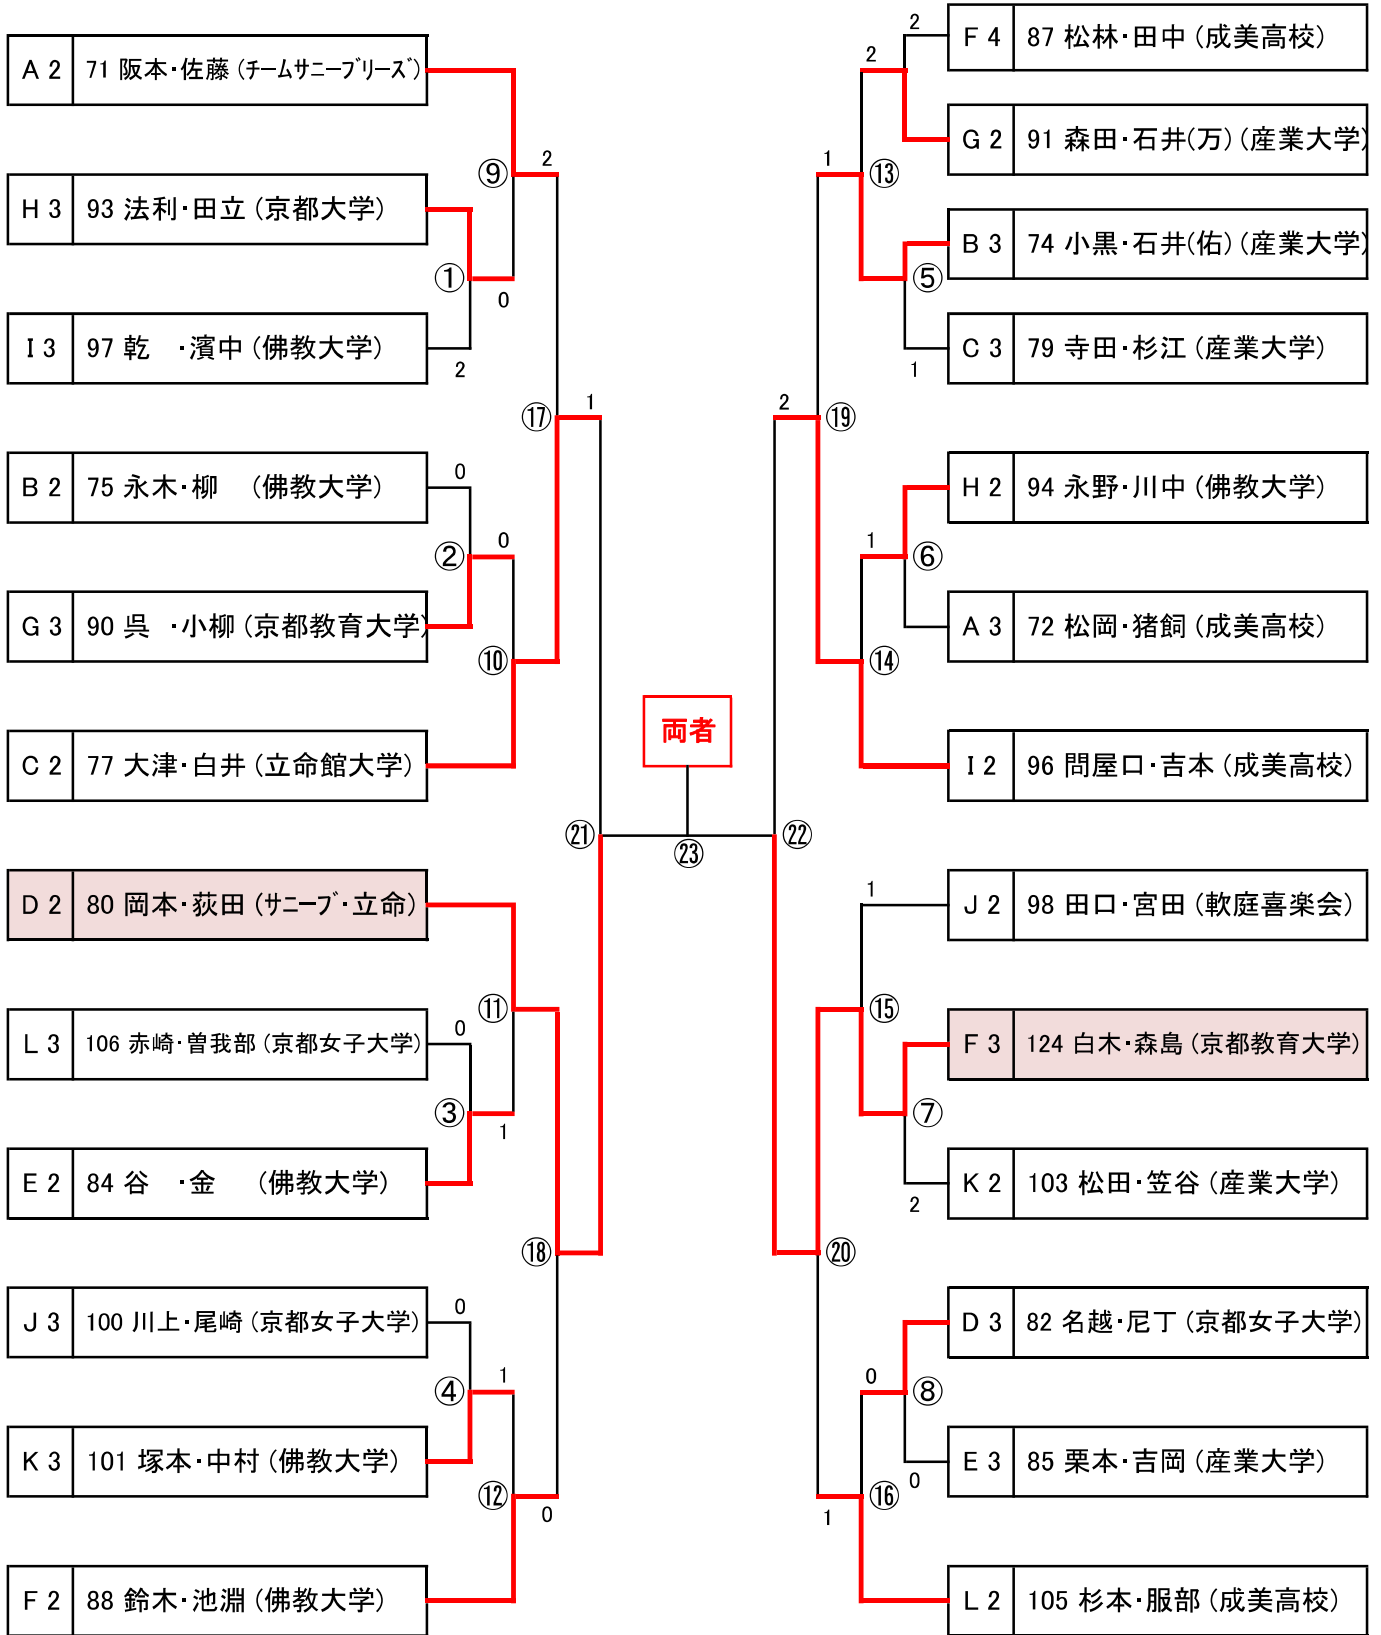 A 2 71 阪本・佐藤 (チームサニーブリーズ)
H 3 93 法利・田立 (京都大学)
I 3 97 乾　・濱中 (佛教大学)
B 2 75 永木・柳　 (佛教大学)
G 3 90 呉　・小柳 (京都教育大学)
C 2 77 大津・白井 (立命館大学)
D 2 80 岡本・荻田 (サニーブ・立命)
L 3 106 赤崎・曽我部 (京都女子大学)
E 2 84 谷　・金　 (佛教大学)
J 3 100 川上・尾崎 (京都女子大学)
K 3 101 塚本・中村 (佛教大学)
F 2 88 鈴木・池淵 (佛教大学)
2
⑨
①
0
2
⑰
1
0
②
0
⑩
㉑
⑪
0
③
1
⑱
0
④
1
⑫
0
両者
㉓
F 4 87 松林・田中 (成美高校)
G 2 91 森田・石井(万) (産業大学)
B 3 74 小黒・石井(佑) (産業大学)
C 3 79 寺田・杉江 (産業大学)
H 2 94 永野・川中 (佛教大学)
A 3 72 松岡・猪飼 (成美高校)
I 2 96 問屋口・吉本 (成美高校)
J 2 98 田口・宮田 (軟庭喜楽会)
F 3 124 白木・森島 (京都教育大学)
K 2 103 松田・笠谷 (産業大学)
D 3 82 名越・尼丁 (京都女子大学)
E 3 85 栗本・吉岡 (産業大学)
L 2 105 杉本・服部 (成美高校)
2
2
1
⑬
⑤
1
2
⑲
1
⑥
⑭
㉒
1
⑮
⑦
2
⑳
0
⑧
0
⑯
1